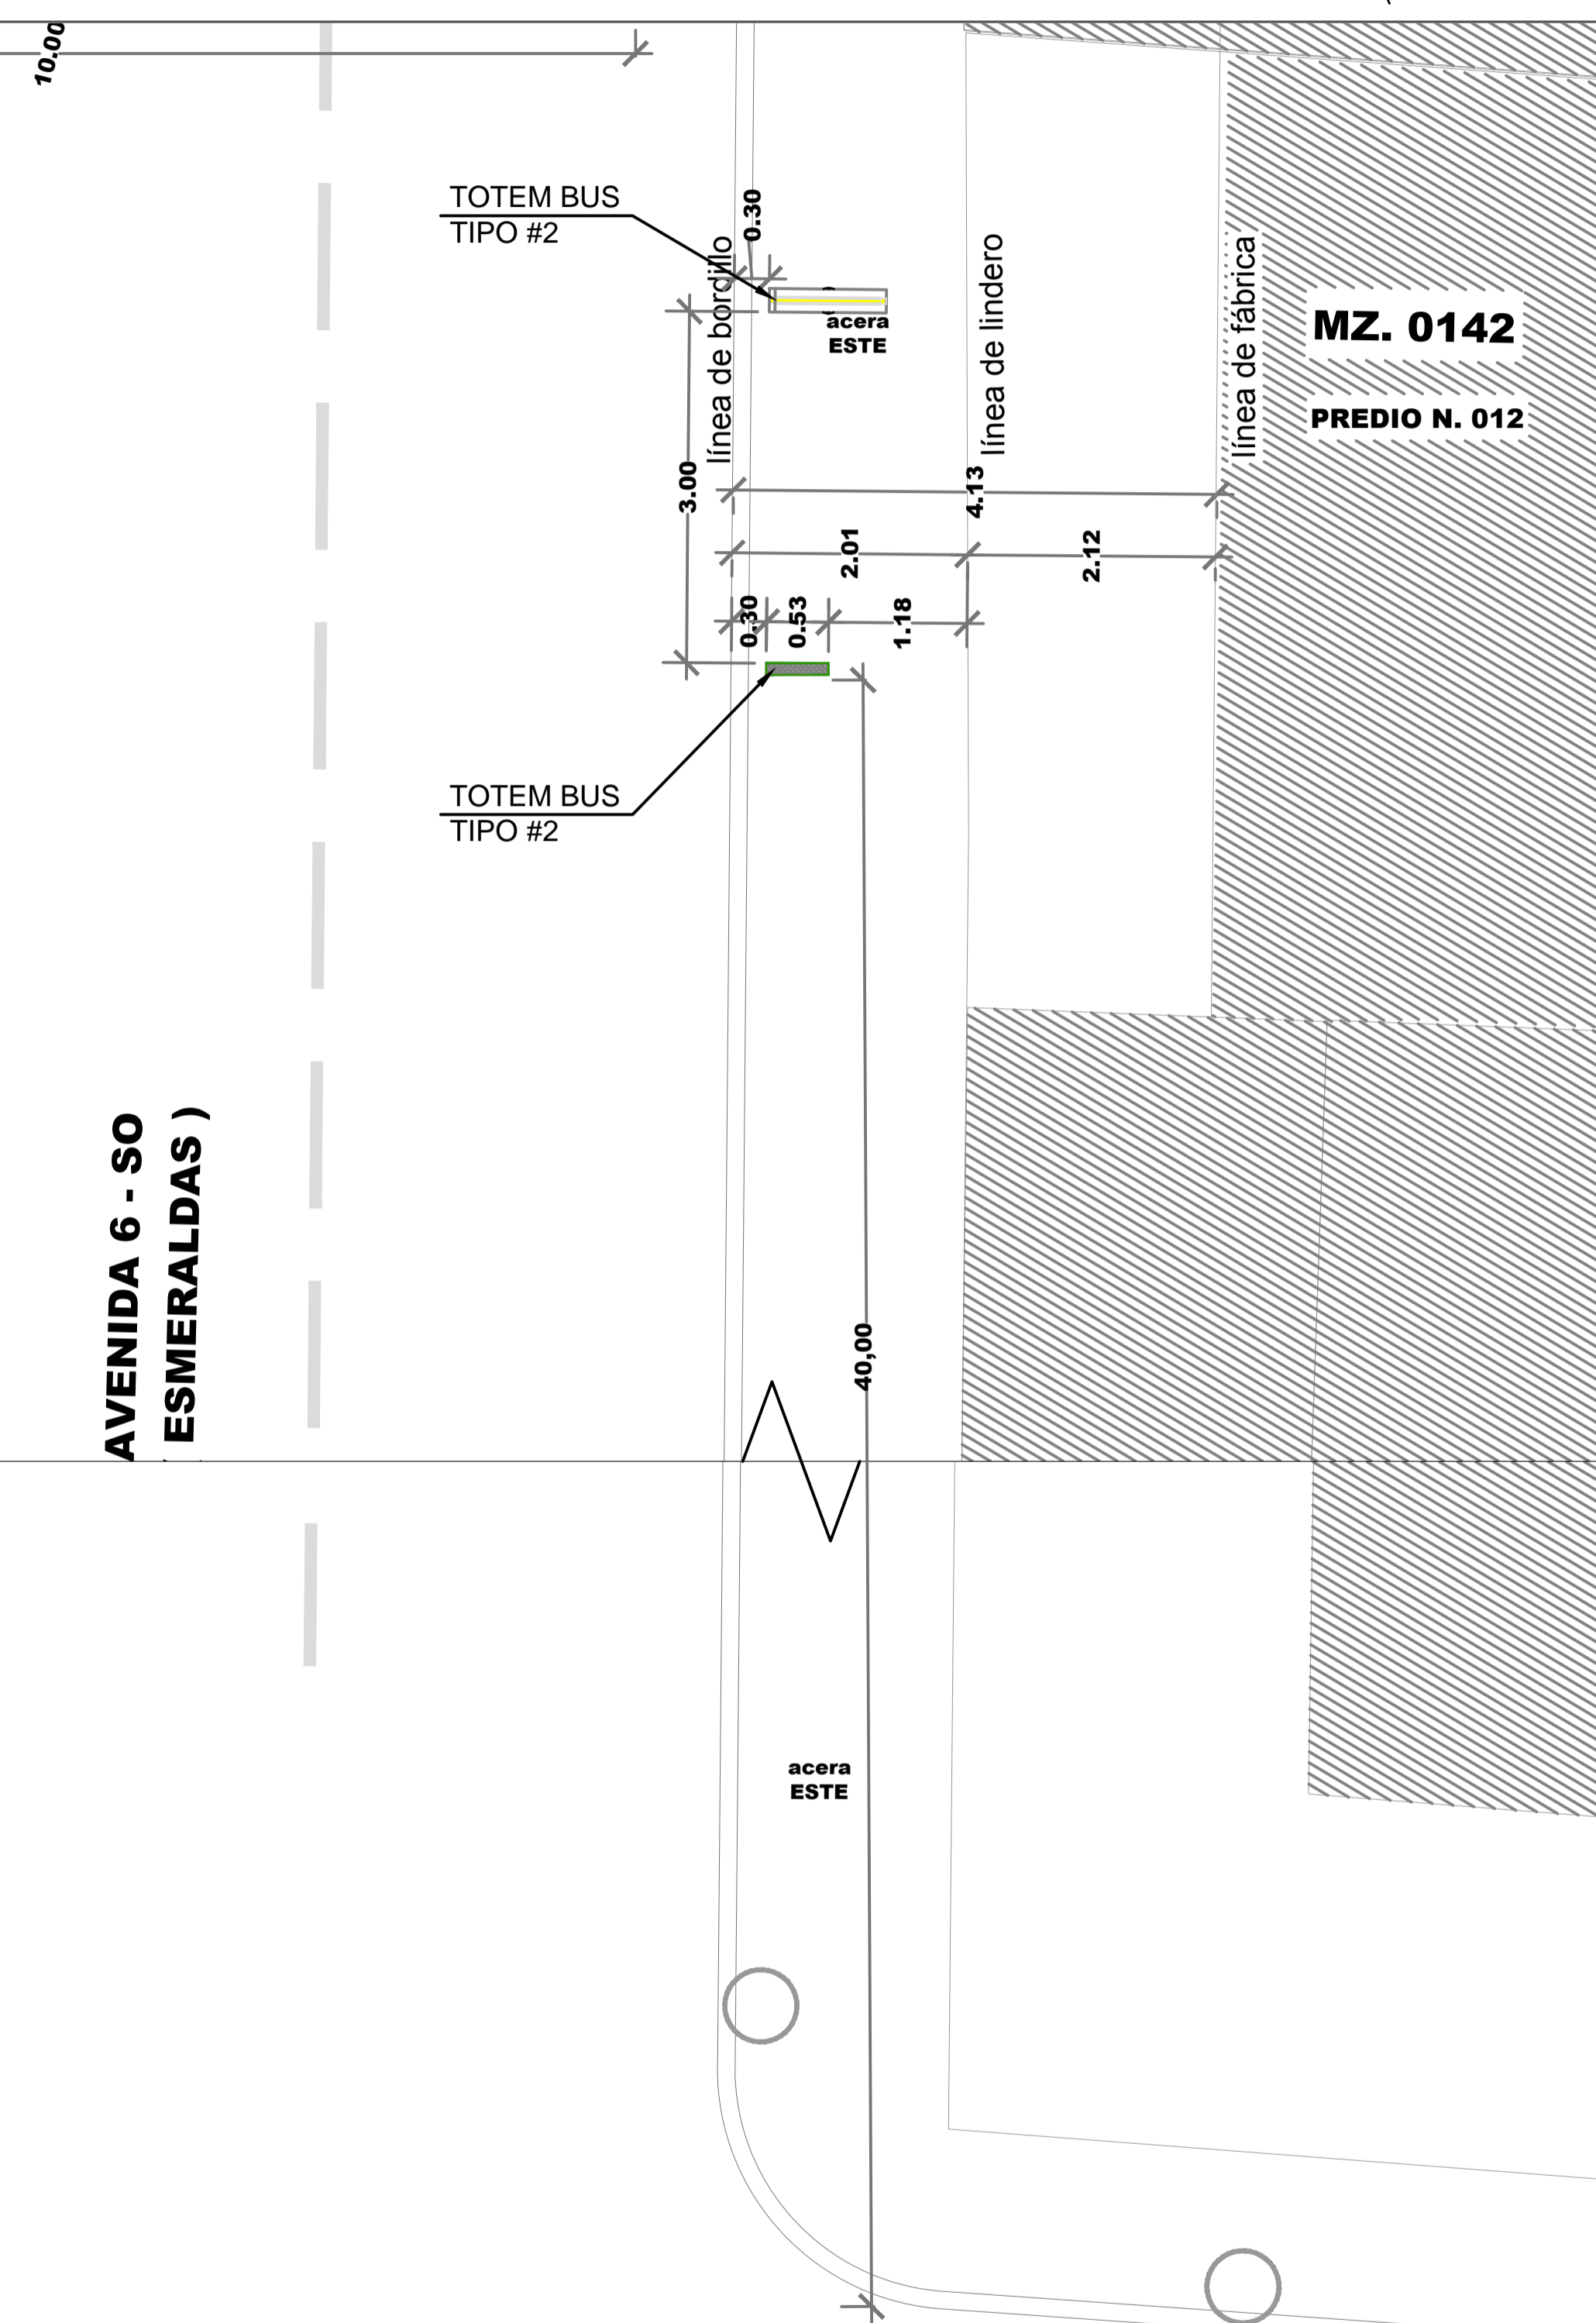 10.00
TOTEM BUS
TIPO #2
0.30
línea de bordillo
acera
ESTE
línea de lindero
línea de fábrica
MZ. 0142
PREDIO N. 012
3.00
4.13
2.01
2.12
0.30
0.53
1.18
TOTEM BUS
TIPO #2
AVENIDA 6 - SO
ESMERALDAS )
40,00
acera
ESTE